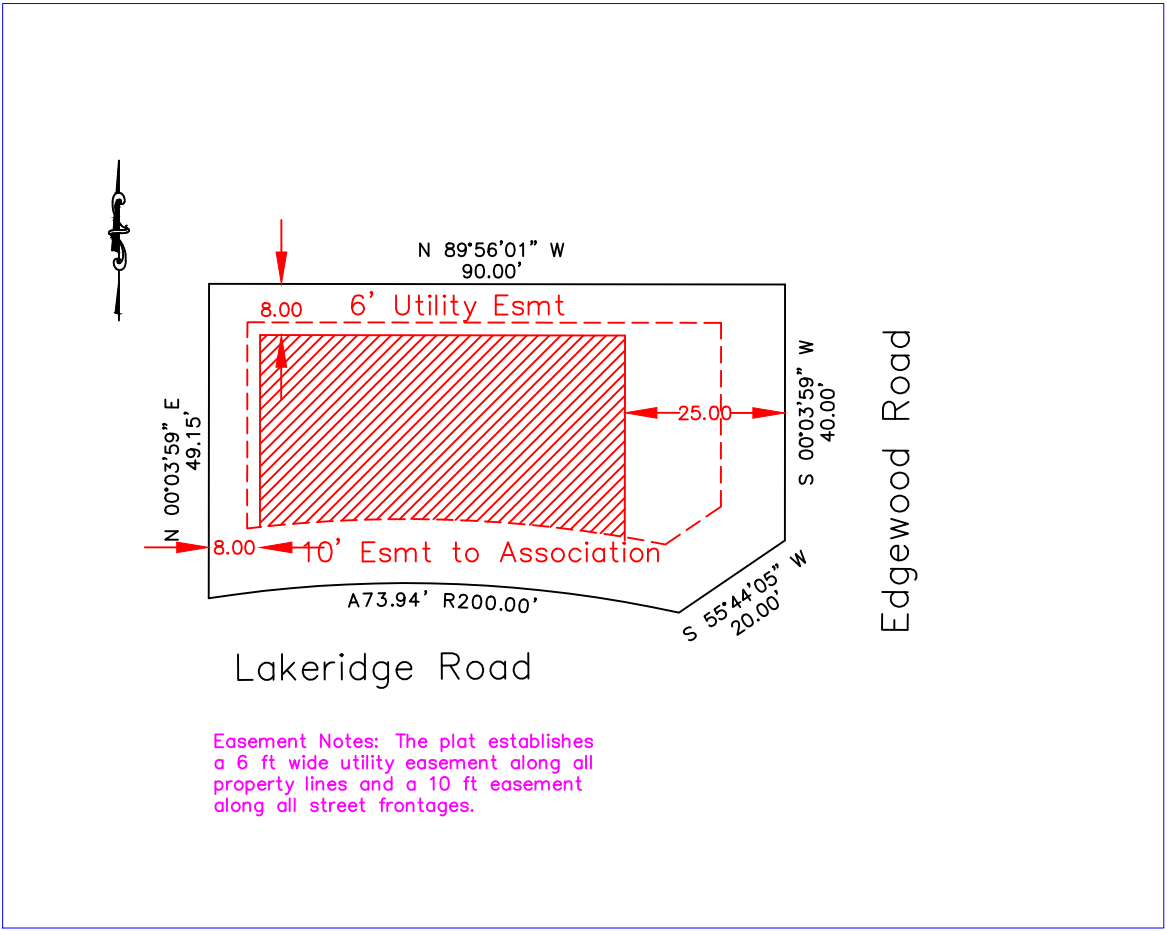 N 89°56'01" W
90.00'
8.00
6' Utility Esmt
N 00°03'59" E
49.15'
25.00
S 00°03'59" W
40.00'
Edgewood Road
8.00
10' Esmt to Association
A73.94' R200.00'
S 55°44'05" W
20.00'
Lakeridge Road
Easement Notes: The plat establishes
a 6 ft wide utility easement along all
property lines and a 10 ft easement
along all street frontages.